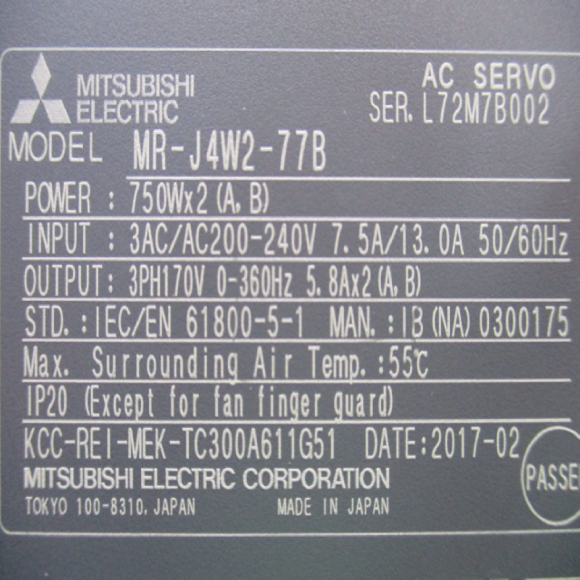 MITSUBISHI
ELECTRIC
AC SERVO
SER. L72M7B002
MODEL MR-J4W2-77B
POWER : 750Wx2 (A, B)
INPUT : 3AC/AC200-240V 7.5A/13.0A 50/60Hz
OUTPUT: 3PH170V 0-360Hz 5.8Ax2 (A, B)
STD. : IEC/EN 61800-5-1 MAN. : IB (NA) 0300175
Max. Surrounding Air Temp. :55℃
IP20 (Except for fan finger guard)
KCC-REI-MEK-TC300A611G51 DATE:2017-02
MITSUBISHI ELECTRIC CORPORATION
TOKYO 100-8310, JAPAN MADE IN JAPAN